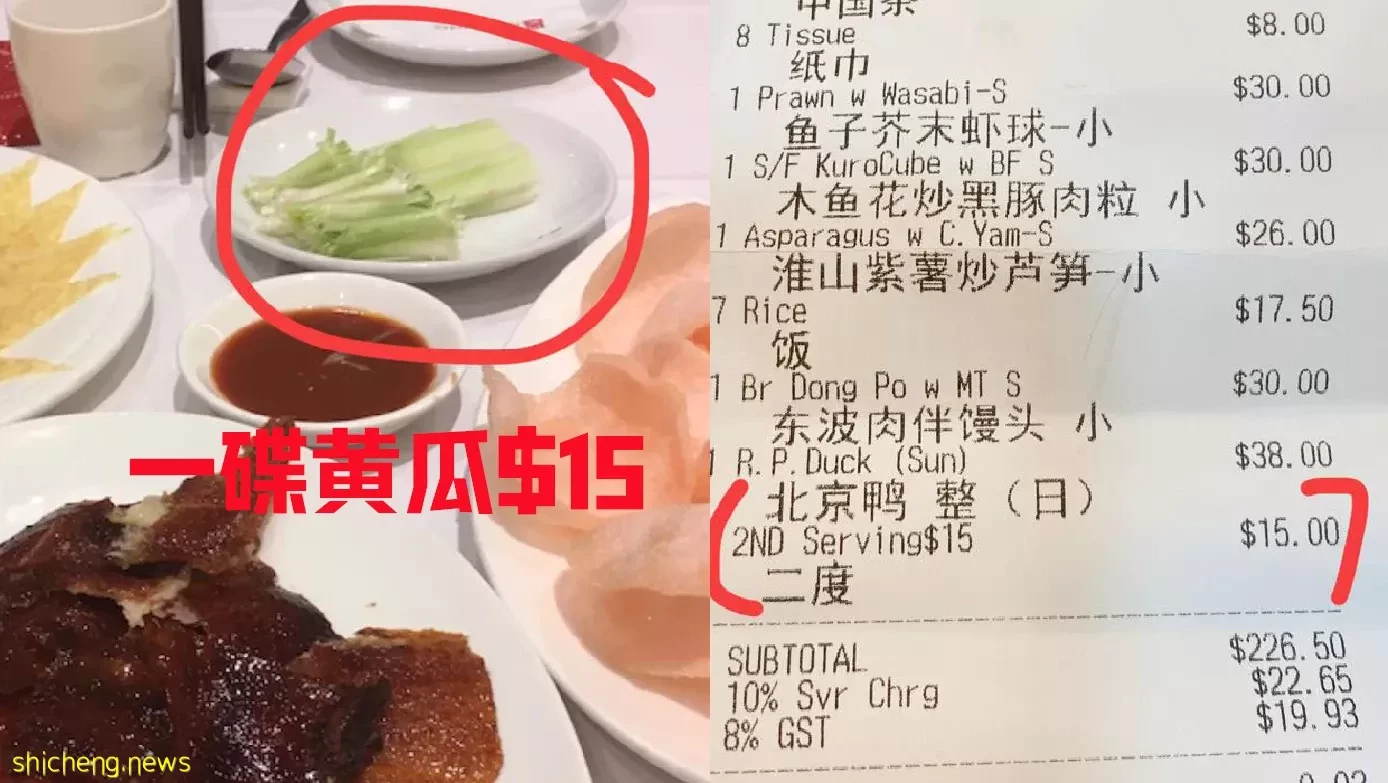 一碟黄瓜$15
shicheng.news
中国茶
$8.00
8 Tissue
纸巾
1 Prawn w Wasabi-S $30.00
鱼子芥末虾球-小
1 S/F KuroCube w BF S $30.00
木鱼花炒黑豚肉粒 小
1 Asparagus w C.Yam-S $26.00
淮山紫薯炒芦笋-小
7 Rice $17.50
饭
1 Br Dong Po w MT S $30.00
东波肉伴馒头 小
1 R.P.Duck (Sun) $38.00
北京鸭 整 (日)
2ND Serving$15 $15.00
二度
SUBTOTAL $226.50
10% Svr Chrg $22.65
8% GST $19.93